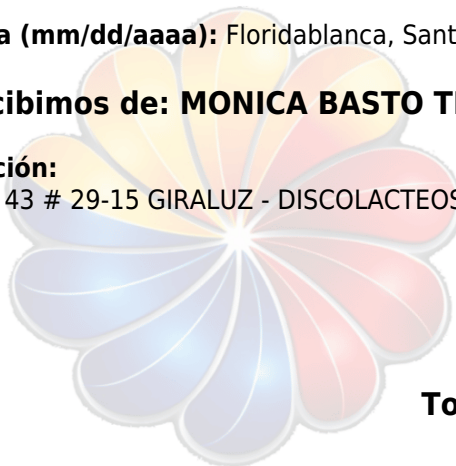 a (mm/dd/aaaa): Floridablanca, Sant
cibimos de: MONICA BASTO T
ción:
43 # 29-15 GIRALUZ - DISCOLACTEOS
To